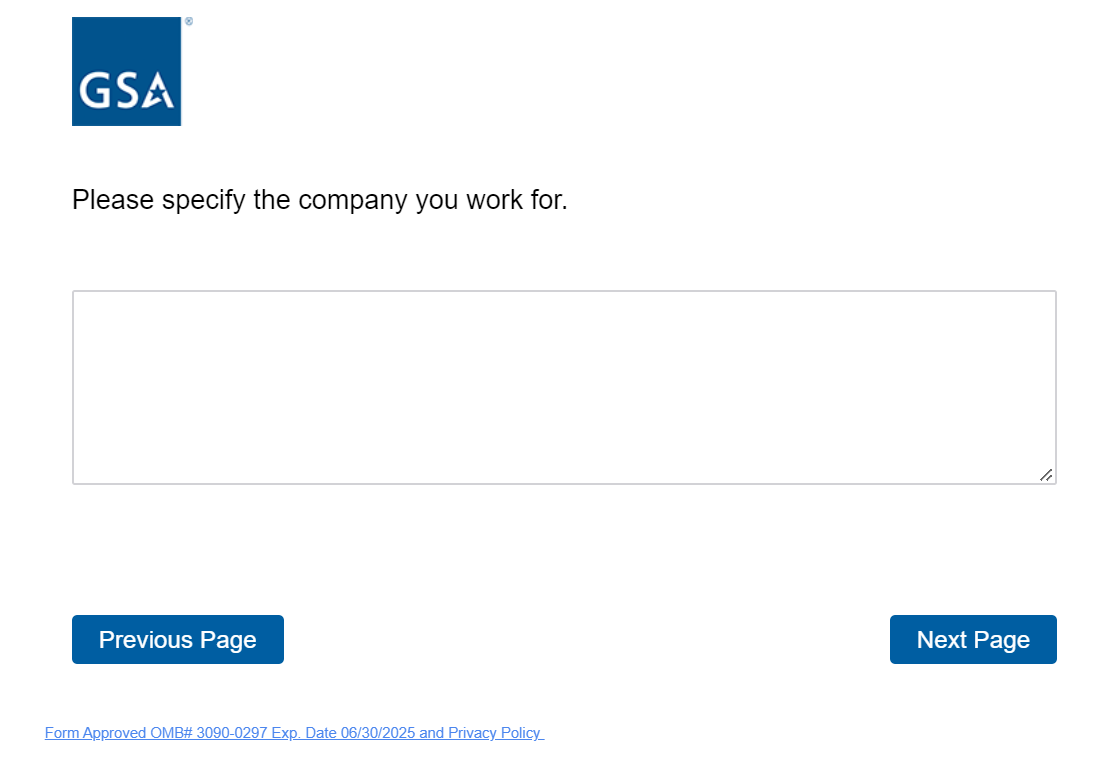 GSA
®
Please specify the company you work for.
Previous Page
Next Page
Form Approved OMB# 3090-0297 Exp. Date 06/30/2025 and Privacy Policy